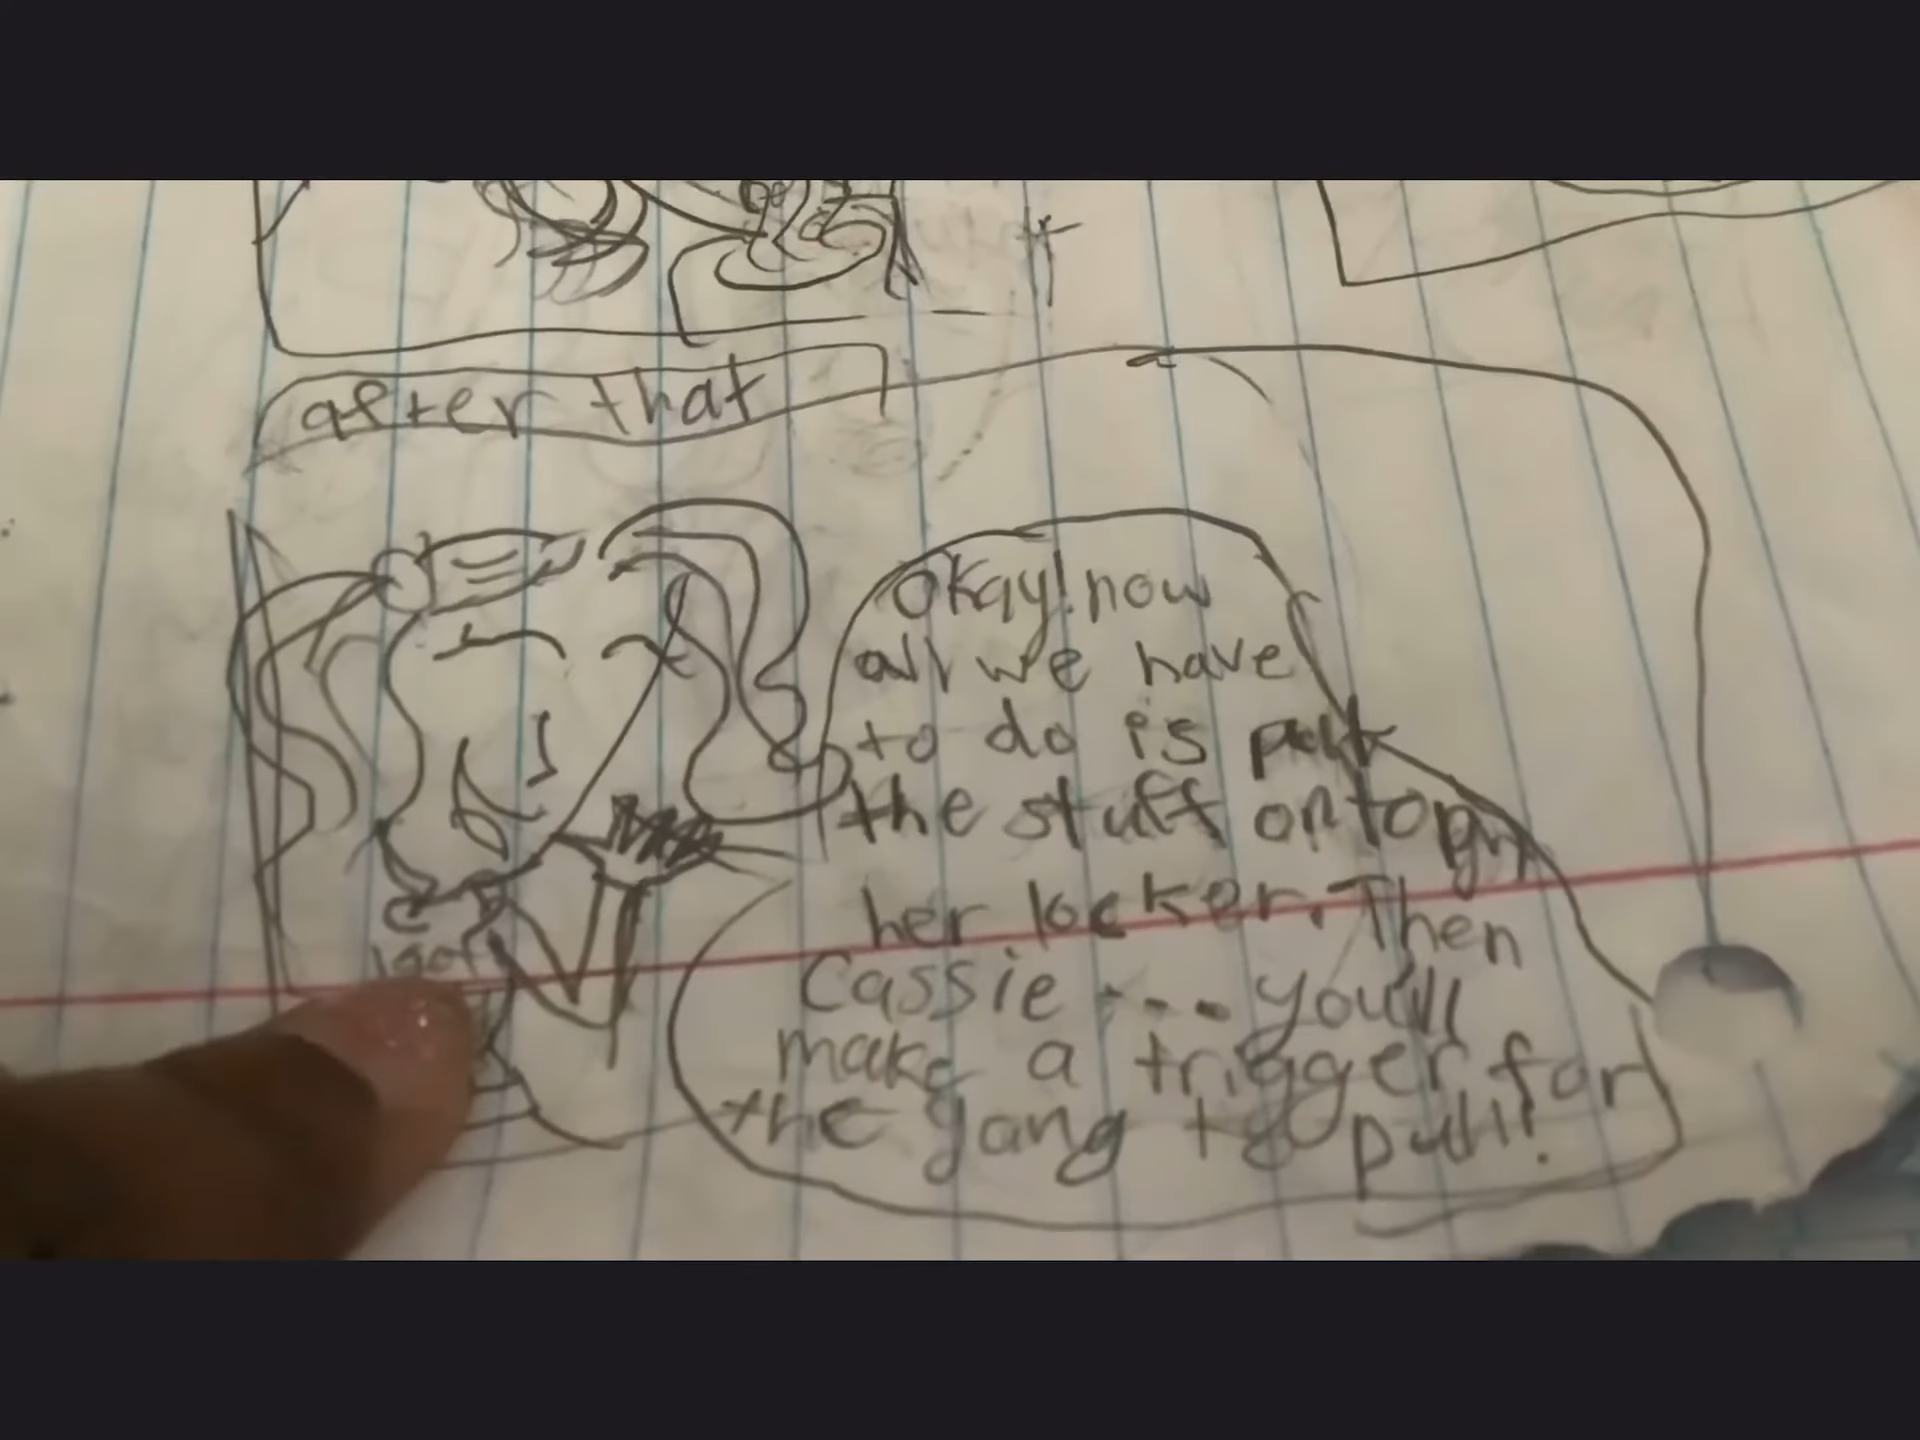 after that
okay! now
all we have
to do is put
the stuff on top
her locker. Then
Cassie .... you'll
make a trigger for
the gang to pull!